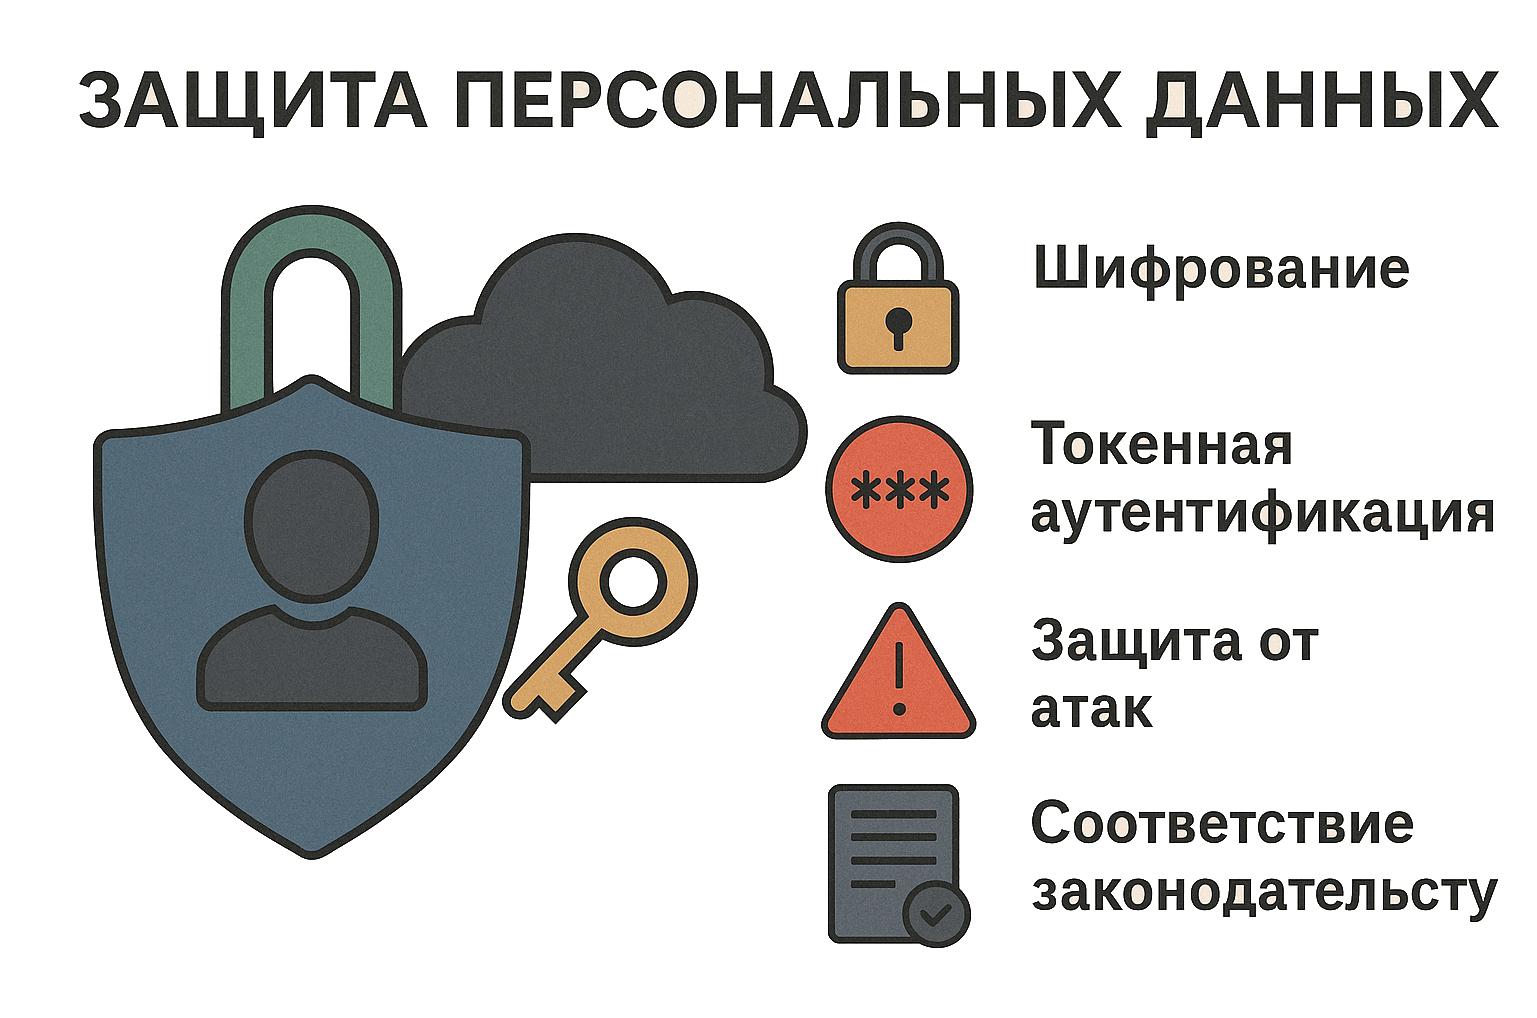 ЗАЩИТА ПЕРСОНАЛЬНЫХ ДАННЫХ
Шифрование
***
Токенная
аутентификация
!
Защита от
атак
Соответствие
законодательсту